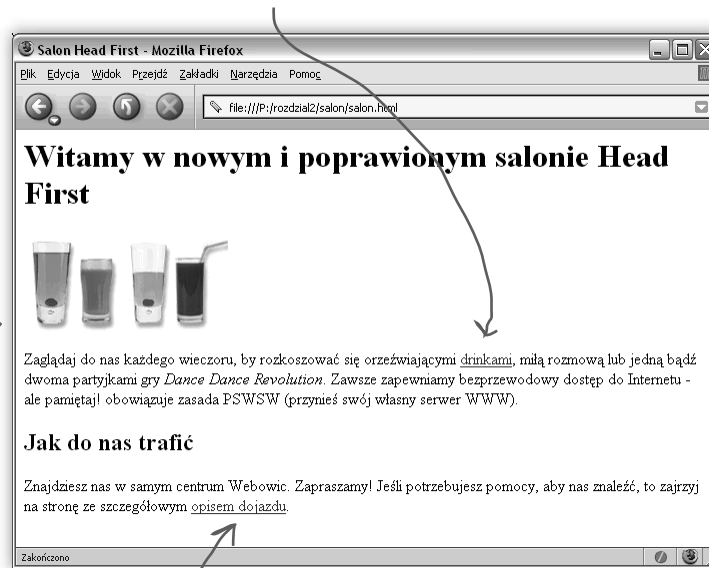 Salon Head First - Mozilla Firefox
Plik Edycja Widok Przejdź Zakładki Narzędzia Pomoc
file:///P:/rozdzial2/salon/salon.html
Witamy w nowym i poprawionym salonie Head
First
Zaglądaj do nas każdego wieczoru, by rozkoszować się orzeźwiającymi drinkami, miłą rozmową lub jedną bądź
dwoma partyjkami gry Dance Dance Revolution. Zawsze zapewniamy bezprzewodowy dostęp do Internetu -
ale pamiętaj! obowiązuje zasada PSWSW (przynieś swój własny serwer WWW).
Jak do nas trafić
Znajdziesz nas w samym centrum Webowic. Zapraszamy! Jeśli potrzebujesz pomocy, aby nas znaleźć, to zajrzyj
na stronę ze szczegółowym opisem dojazdu.
Zakończono